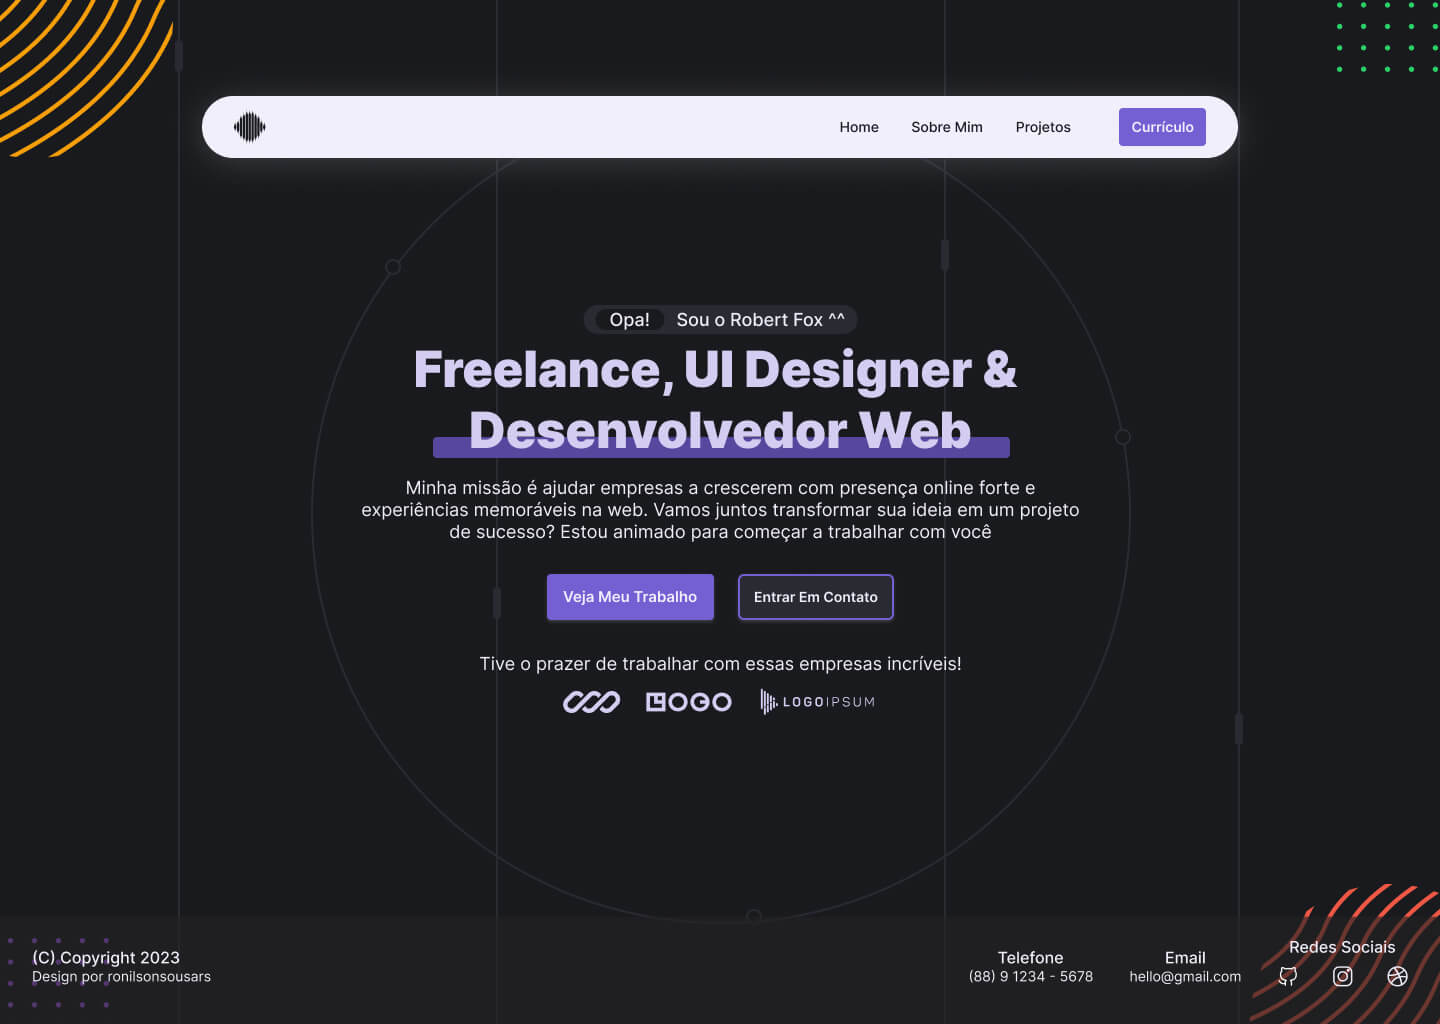 Home Sobre Mim Projetos Currículo
Opa! Sou o Robert Fox ^^
Freelance, UI Designer &
Desenvolvedor Web
Minha missão é ajudar empresas a crescerem com presença online forte e
experiências memoráveis na web. Vamos juntos transformar sua ideia em um projeto
de sucesso? Estou animado para começar a trabalhar com você
Veja Meu Trabalho Entrar Em Contato
Tive o prazer de trabalhar com essas empresas incríveis!
LOGO LOGOIPSUM
(C) Copyright 2023
Design por ronilsonsousars
Telefone
(88) 9 1234 - 5678
Email
hello@gmail.com
Redes Sociais